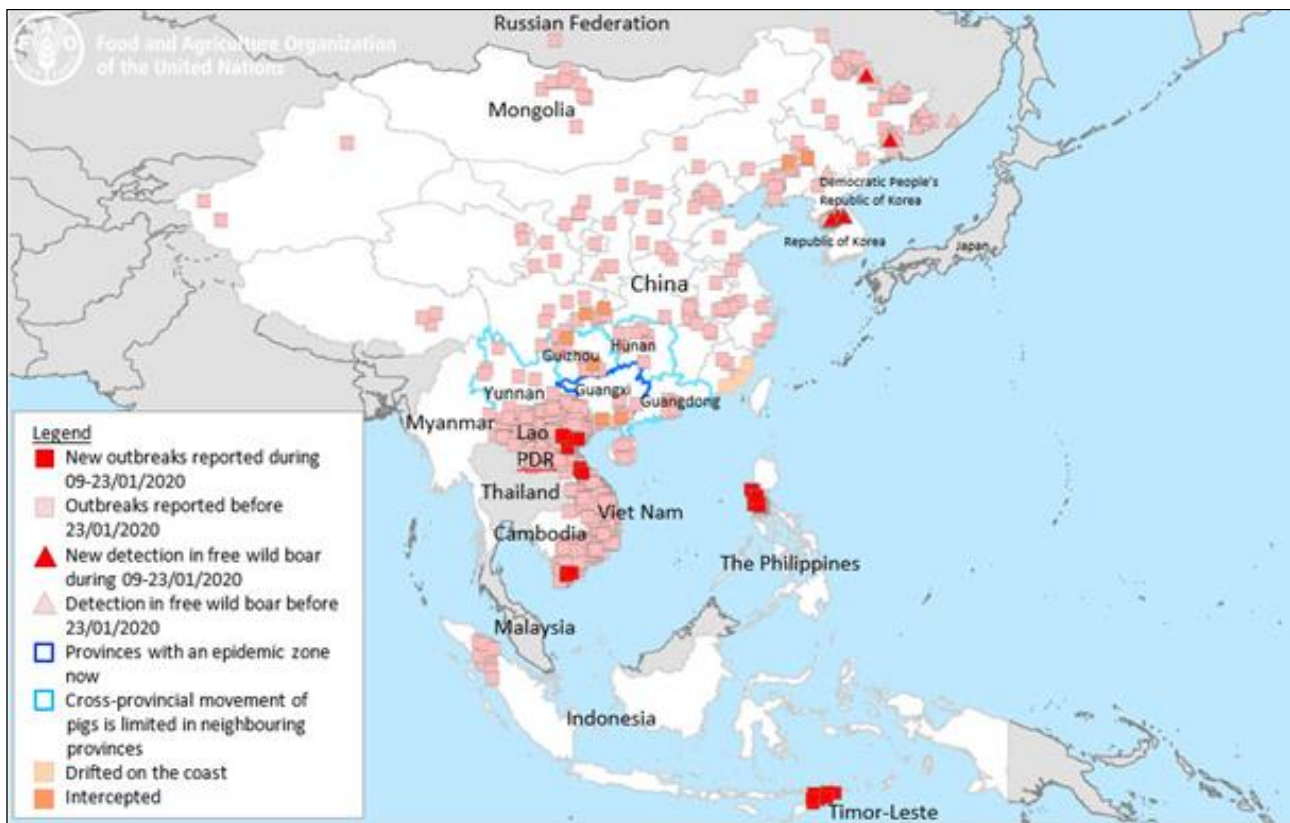 Russian Federation
Food and Agriculture Organization
of the United Nations
F O
Mongolia
Democratic People's
Republic of Korea
Republic of Korea
Japan
China
Hunan
Guizhou
Yunnan
Guangxi
Guangdong
Myanmar
Lao
PDR
Thailand
Viet Nam
Cambodia
The Philippines
Malaysia
Indonesia
Timor-Leste
Legend
New outbreaks reported during
09-23/01/2020
Outbreaks reported before
23/01/2020
New detection in free wild boar
during 09-23/01/2020
Detection in free wild boar before
23/01/2020
Provinces with an epidemic zone
now
Cross-provincial movement of
pigs is limited in neighbouring
provinces
Drifted on the coast
Intercepted